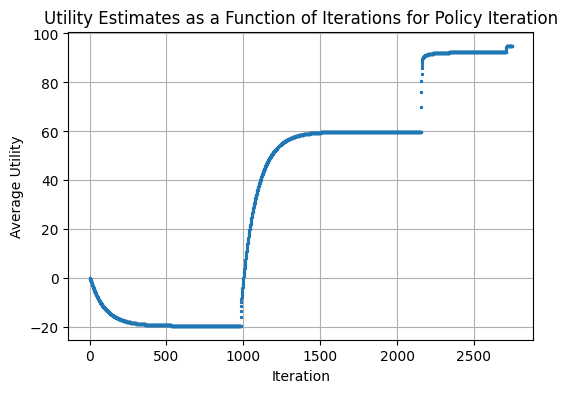 Utility Estimates as a Function of Iterations for Policy Iteration
100
80
60
40
20
0
−20
Average Utility
0 500 1000 1500 2000 2500
Iteration